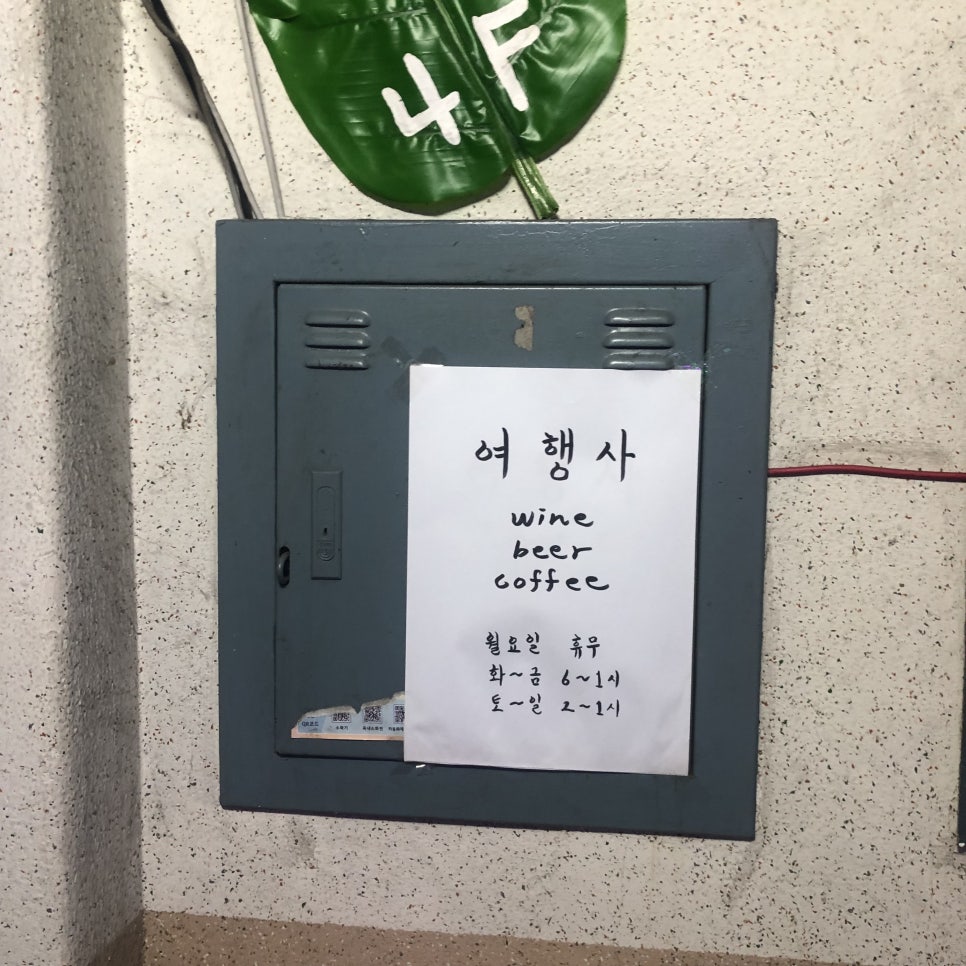 4F
여행사
wine
beer
coffee
월요일 휴무
화~금 6~1시
토~일 2~1시